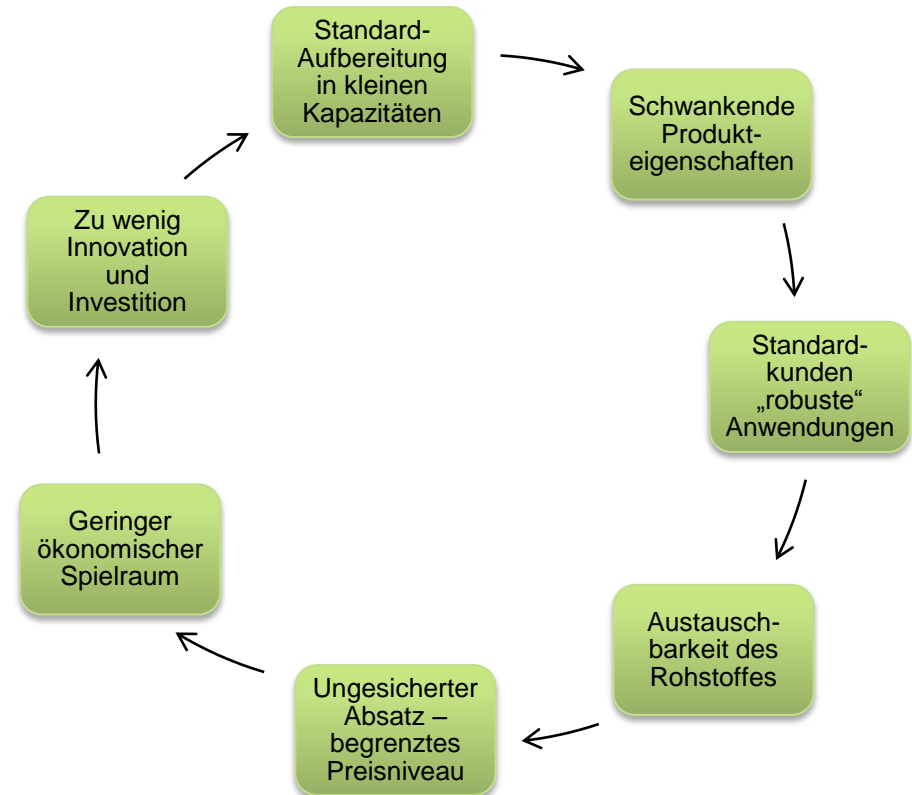 Standard-
Aufbereitung
in kleinen
Kapazitäten
Schwankende
Produkt-
eigenschaften
Standard-
kunden
„robuste“
Anwendungen
Austausch-
barkeit des
Rohstoffes
Ungesicherter
Absatz –
begrenztes
Preisniveau
Geringer
ökonomischer
Spielraum
Zu wenig
Innovation
und
Investition